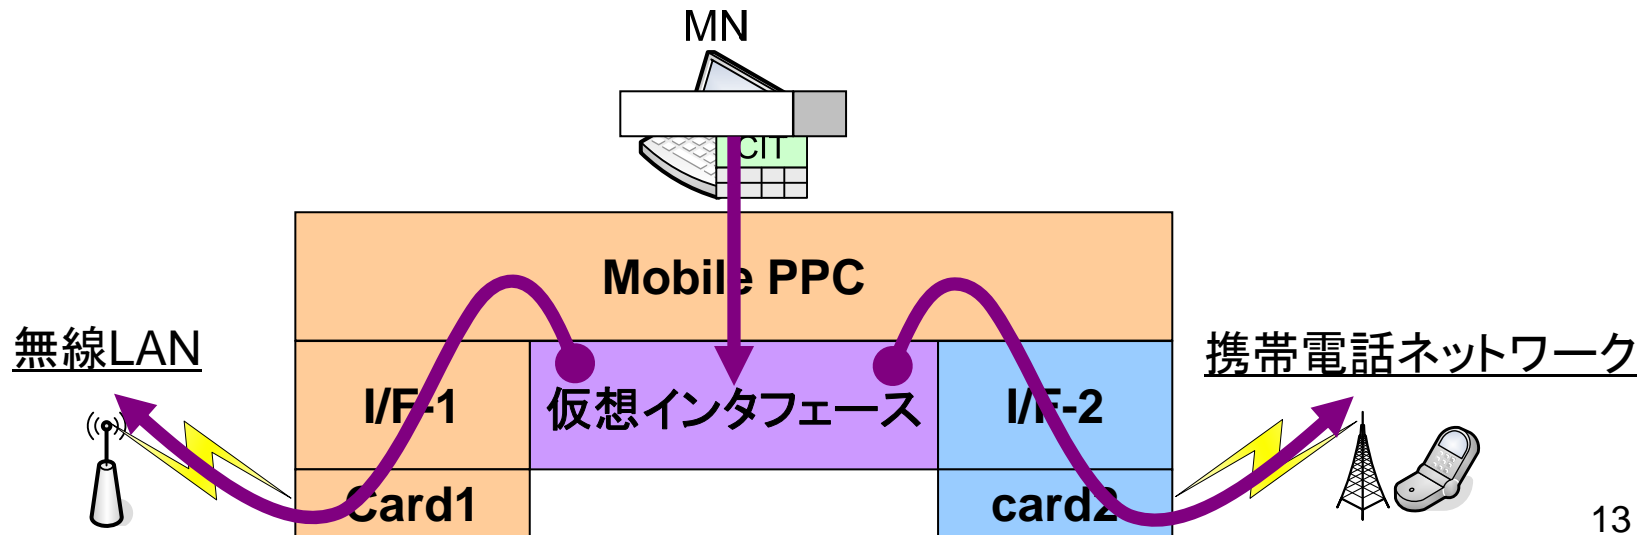 MN
CIT
Mobile PPC
無線LAN
携帯電話ネットワーク
I/F-1
仮想インタフェース
I/F-2
Card1
card2
13